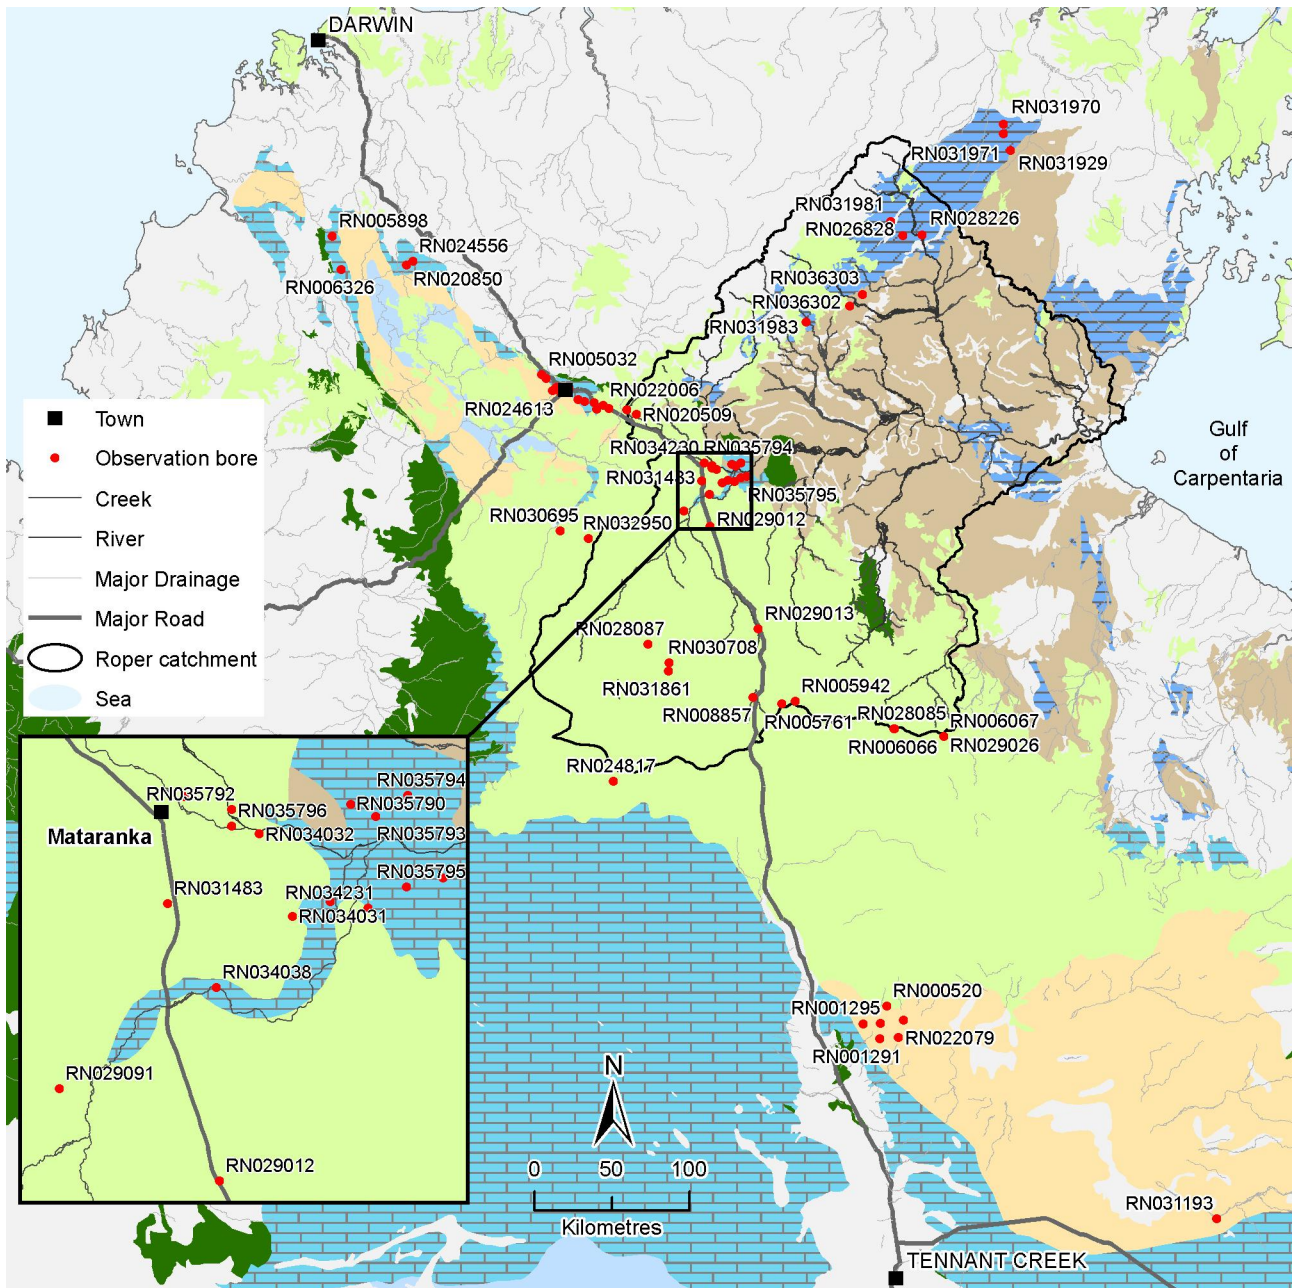 DARWIN
RN031970
RN031971
RN031929
RN031981
RN028226
RN026828
RN005898
RN024556
RN020850
RN006326
RN036303
RN036302
RN031983
RN005032
RN022006
RN024613
RN020509
RN034230
RN035794
RN031483
RN035795
RN030695
RN032950
RN029012
Gulf
of
Carpentaria
Town
Observation bore
Creek
River
Major Drainage
Major Road
Roper catchment
Sea
RN029013
RN028087
RN030708
RN031861
RN005942
RN008857
RN005761
RN028085
RN006067
RN006066
RN029026
RN024817
RN035794
RN035792
RN035790
RN035796
Mataranka
RN034032
RN035793
RN035795
RN031483
RN034231
RN034031
RN034038
RN029091
RN029012
RN000520
RN001295
RN022079
RN001291
N
0 50 100
Kilometres
RN031193
TENNANT CREEK